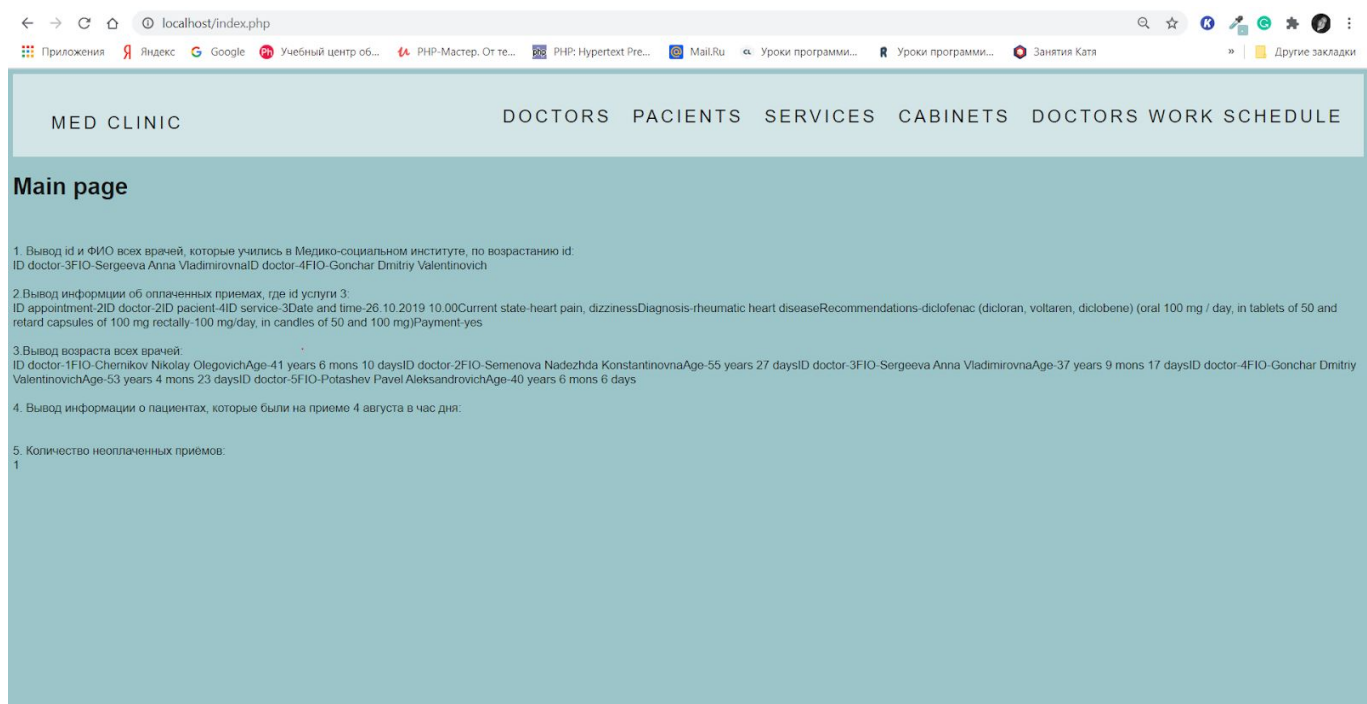 localhost/index.php
Приложения Яндекс Google Учебный центр об... PHP-Мастер. От те... PHP: Hypertext Pre... Mail.Ru Уроки программи... Уроки программи... Занятия Катя » Другие закладки
MED CLINIC DOCTORS PACIENTS SERVICES CABINETS DOCTORS WORK SCHEDULE
Main page
1. Вывод id и ФИО всех врачей, которые учились в Медико-социальном институте, по возрастанию id:
ID doctor-3FIO-Sergeeva Anna VladimirovnaID doctor-4FIO-Gonchar Dmitriy Valentinovich
2.Вывод информции об оплаченных приемах, где id услуги 3:
ID appointment-2ID doctor-2ID pacient-4ID service-3Date and time-26.10.2019 10.00Current state-heart pain, dizzinessDiagnosis-rheumatic heart diseaseRecommendations-diclofenac (dicloran, voltaren, diclobene) (oral 100 mg / day, in tablets of 50 and
retard capsules of 100 mg rectally-100 mg/day, in candles of 50 and 100 mg)Payment-yes
3.Вывод возраста всех врачей:
ID doctor-1FIO-Chernikov Nikolay OlegovichAge-41 years 6 mons 10 daysID doctor-2FIO-Semenova Nadezhda KonstantinovnaAge-55 years 27 daysID doctor-3FIO-Sergeeva Anna VladimirovnaAge-37 years 9 mons 17 daysID doctor-4FIO-Gonchar Dmitriy
ValentinovichAge-53 years 4 mons 23 daysID doctor-5FIO-Potashev Pavel AleksandrovichAge-40 years 6 mons 6 days
4. Вывод информации о пациентах, которые были на приеме 4 августа в час дня:
5. Количество неоплаченных приёмов:
1